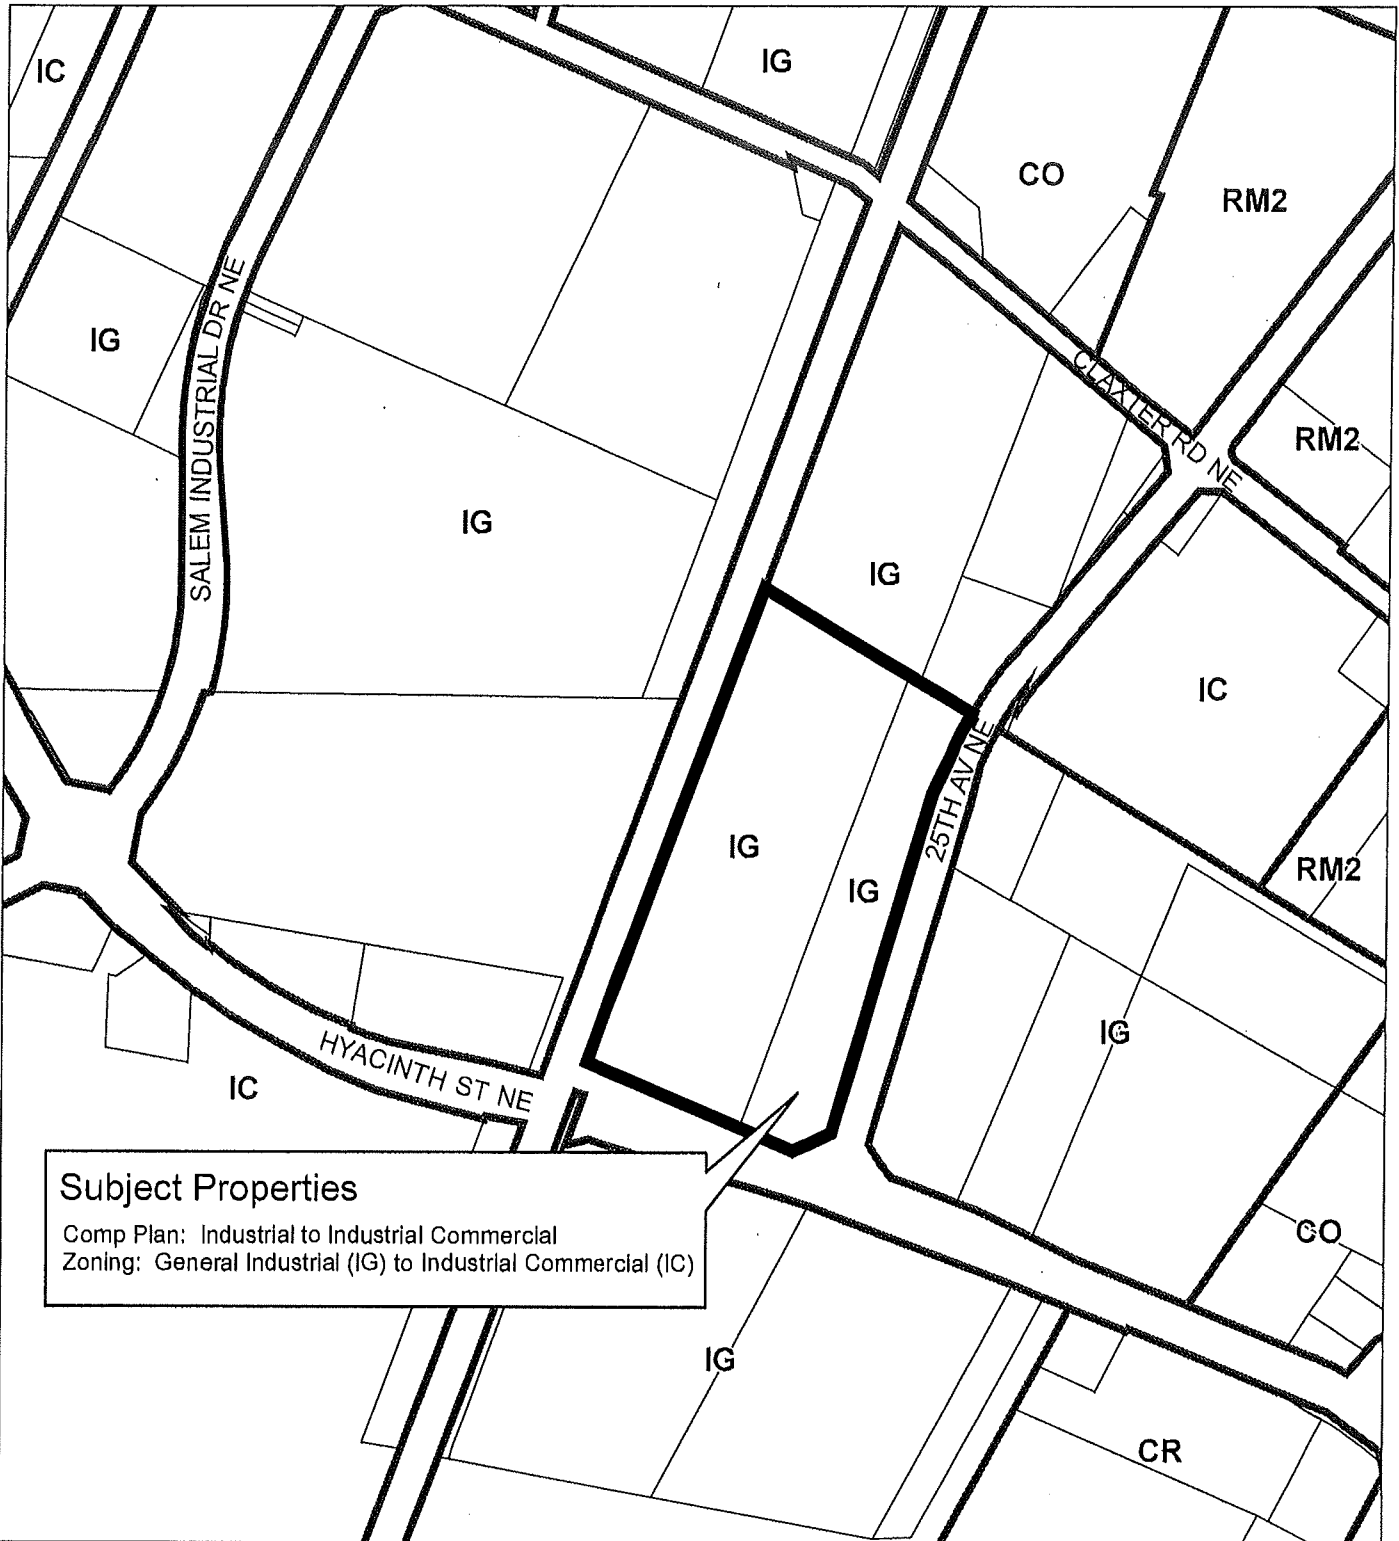 IC
IG
CO
RM2
SALEM INDUSTRIAL DR NE
IG
CLAXTER RD NE
RM2
IG
IG
IC
25TH AV NE
IG
IG
RM2
IG
HYACINTH ST NE
IC
Subject Properties
Comp Plan: Industrial to Industrial Commercial
Zoning: General Industrial (IG) to Industrial Commercial (IC)
CO
IG
CR